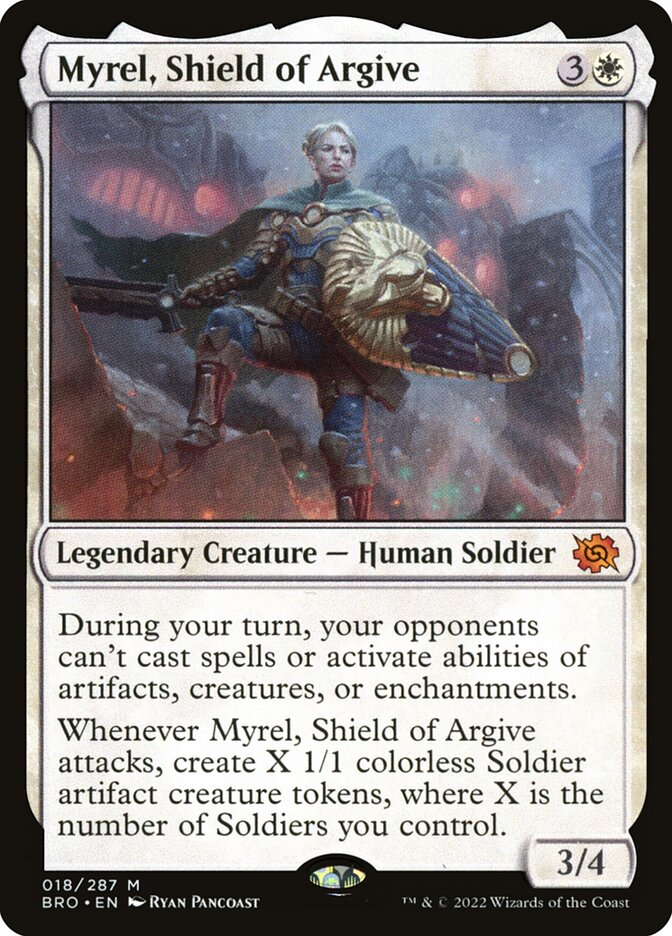 Myrel, Shield of Argive 3
Legendary Creature — Human Soldier
During your turn, your opponents
can't cast spells or activate abilities of
artifacts, creatures, or enchantments.
Whenever Myrel, Shield of Argive
attacks, create X 1/1 colorless Soldier
artifact creature tokens, where X is the
number of Soldiers you control.
3/4
018/287 M
BRO • EN RYAN PANCOAST
™ & © 2022 Wizards of the Coast